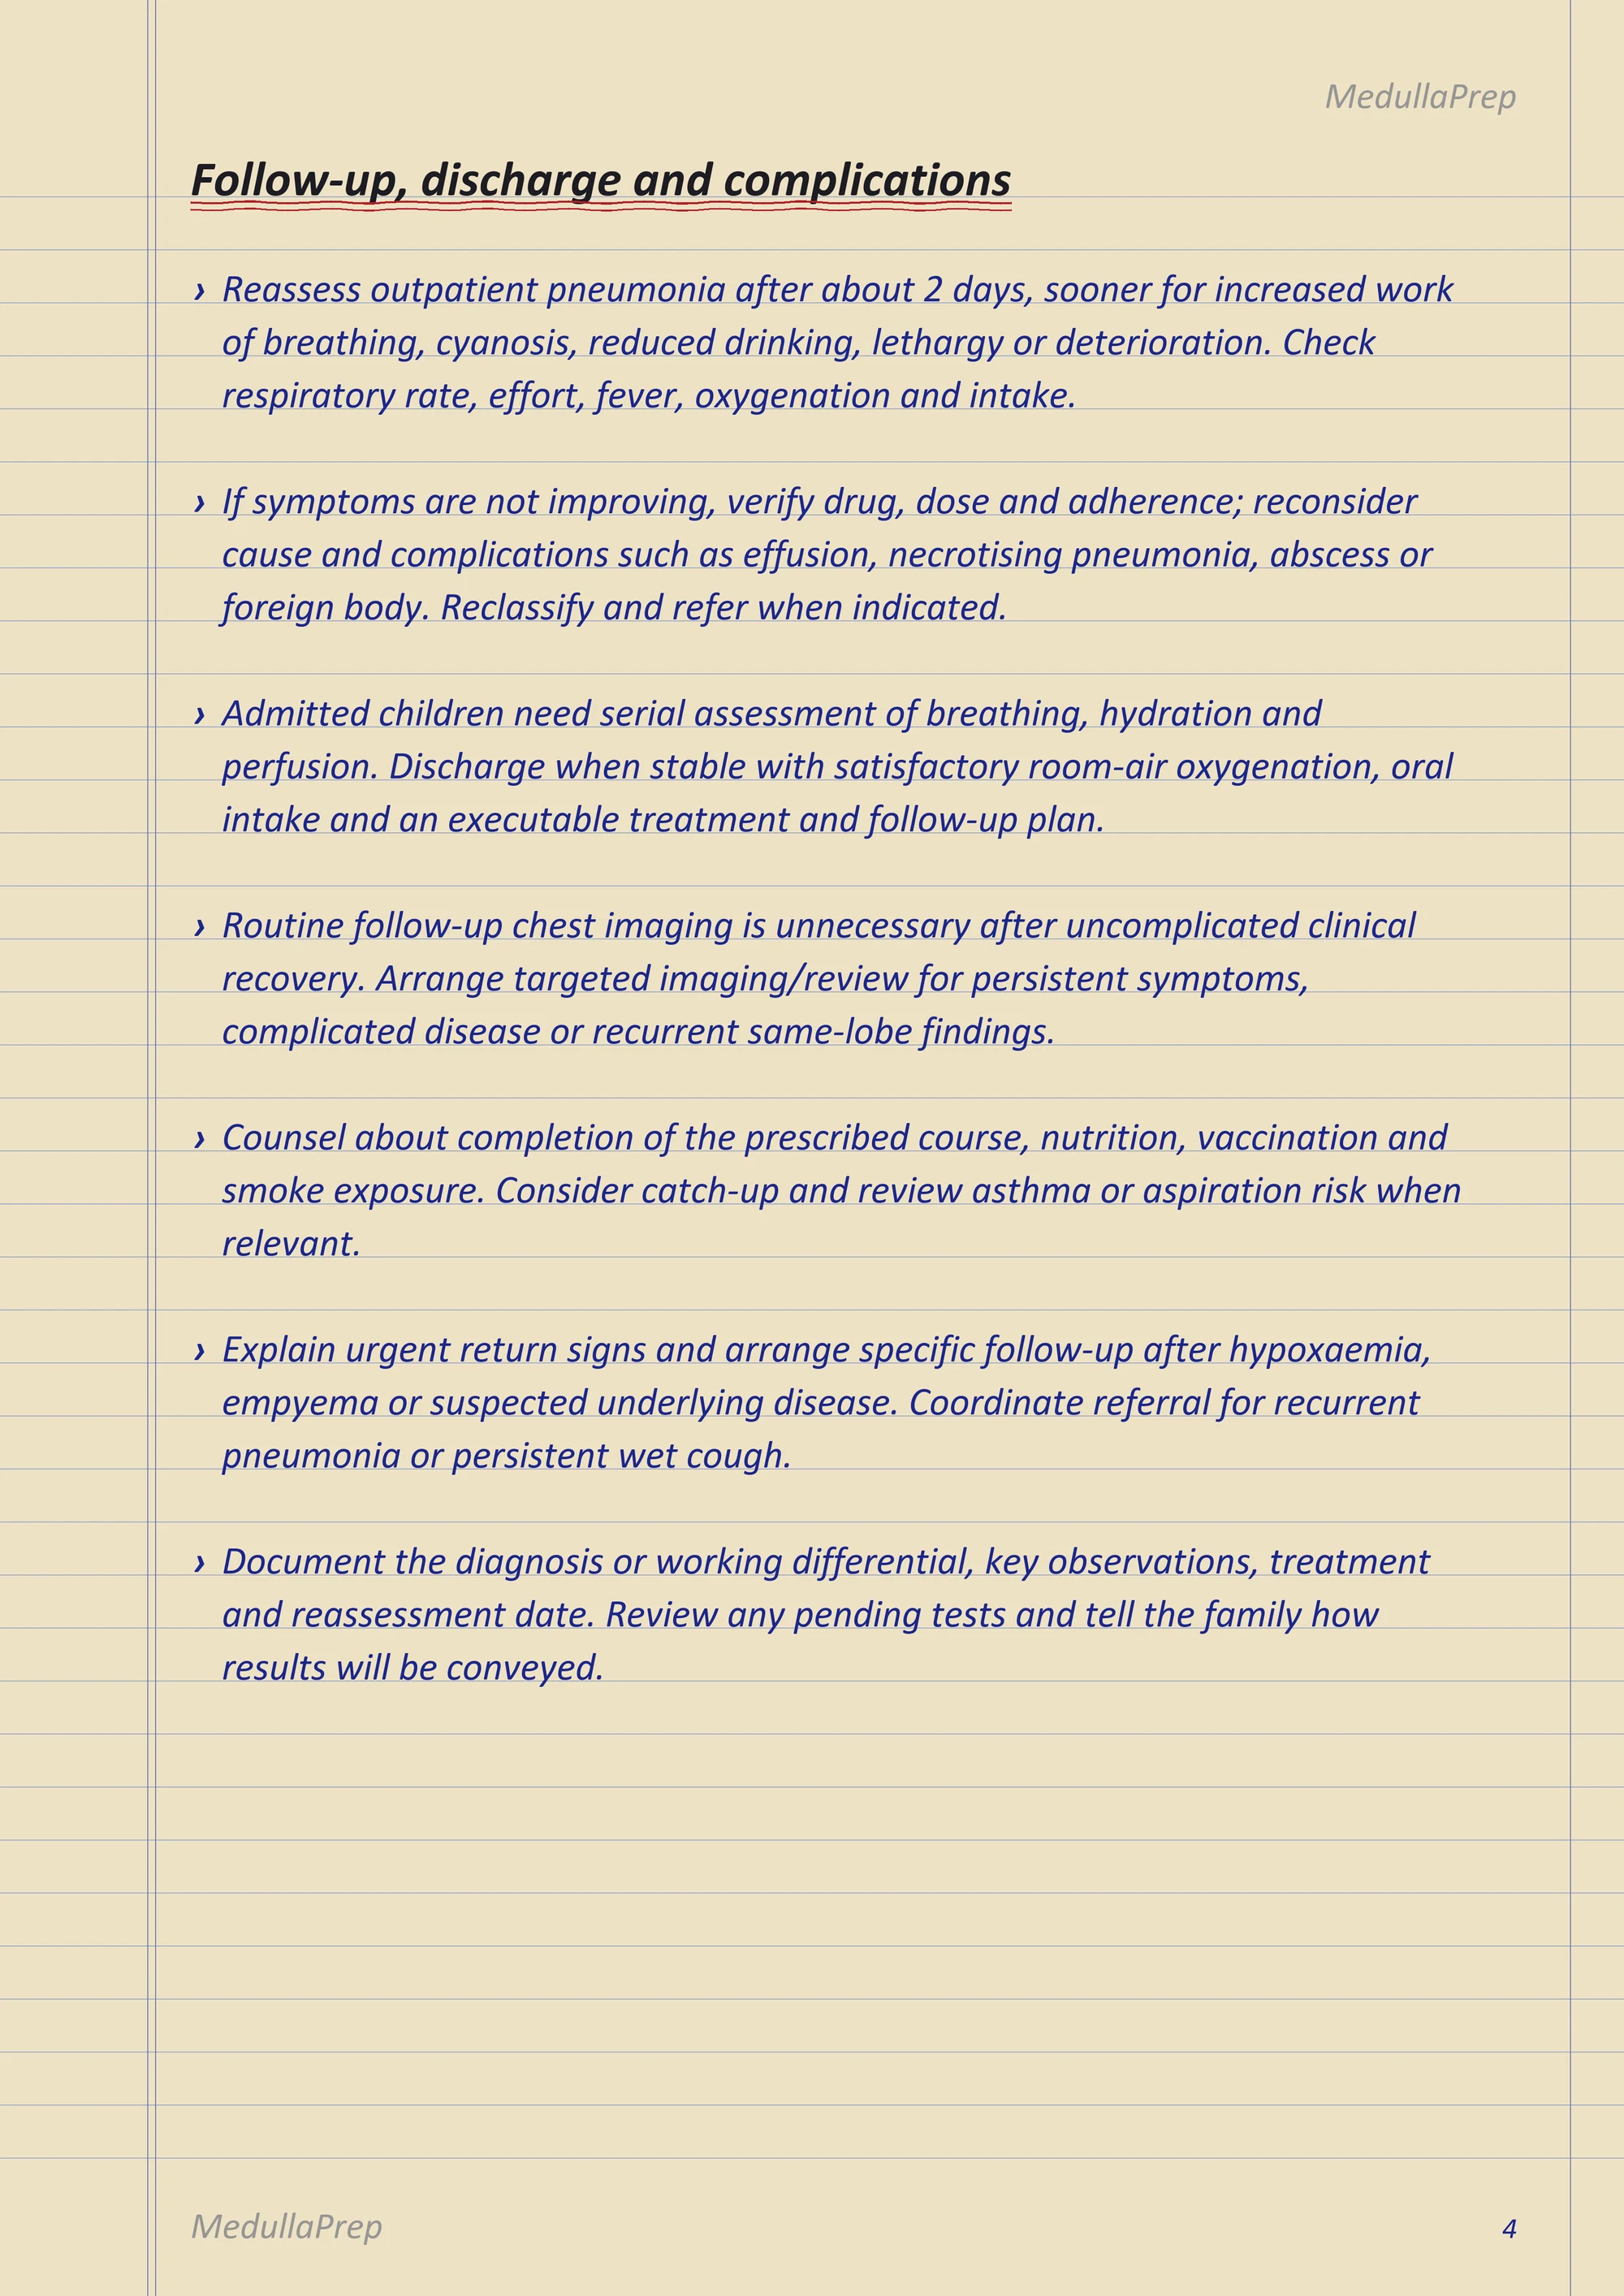 MedullaPrep
Follow-up, discharge and complications
› Reassess outpatient pneumonia after about 2 days, sooner for increased work
of breathing, cyanosis, reduced drinking, lethargy or deterioration. Check
respiratory rate, effort, fever, oxygenation and intake.
› If symptoms are not improving, verify drug, dose and adherence; reconsider
cause and complications such as effusion, necrotising pneumonia, abscess or
foreign body. Reclassify and refer when indicated.
› Admitted children need serial assessment of breathing, hydration and
perfusion. Discharge when stable with satisfactory room-air oxygenation, oral
intake and an executable treatment and follow-up plan.
› Routine follow-up chest imaging is unnecessary after uncomplicated clinical
recovery. Arrange targeted imaging/review for persistent symptoms,
complicated disease or recurrent same-lobe findings.
› Counsel about completion of the prescribed course, nutrition, vaccination and
smoke exposure. Consider catch-up and review asthma or aspiration risk when
relevant.
› Explain urgent return signs and arrange specific follow-up after hypoxaemia,
empyema or suspected underlying disease. Coordinate referral for recurrent
pneumonia or persistent wet cough.
› Document the diagnosis or working differential, key observations, treatment
and reassessment date. Review any pending tests and tell the family how
results will be conveyed.
MedullaPrep
4